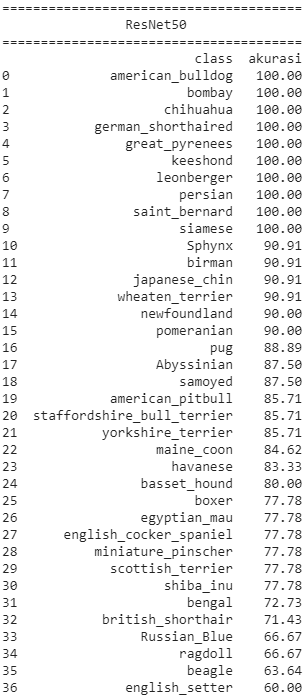 ========================================
ResNet50
========================================
class akurasi
0 american_bulldog 100.00
1 bombay 100.00
2 chihuahua 100.00
3 german_shorthaired 100.00
4 great_pyrenees 100.00
5 keeshond 100.00
6 leonberger 100.00
7 persian 100.00
8 saint_bernard 100.00
9 siamese 100.00
10 Sphynx 90.91
11 birman 90.91
12 japanese_chin 90.91
13 wheaten_terrier 90.91
14 newfoundland 90.00
15 pomeranian 90.00
16 pug 88.89
17 Abyssinian 87.50
18 samoyed 87.50
19 american_pitbull 85.71
20 staffordshire_bull_terrier 85.71
21 yorkshire_terrier 85.71
22 maine_coon 84.62
23 havanese 83.33
24 basset_hound 80.00
25 boxer 77.78
26 egyptian_mau 77.78
27 english_cocker_spaniel 77.78
28 miniature_pinscher 77.78
29 scottish_terrier 77.78
30 shiba_inu 77.78
31 bengal 72.73
32 british_shorthair 71.43
33 Russian_Blue 66.67
34 ragdoll 66.67
35 beagle 63.64
36 english_setter 60.00